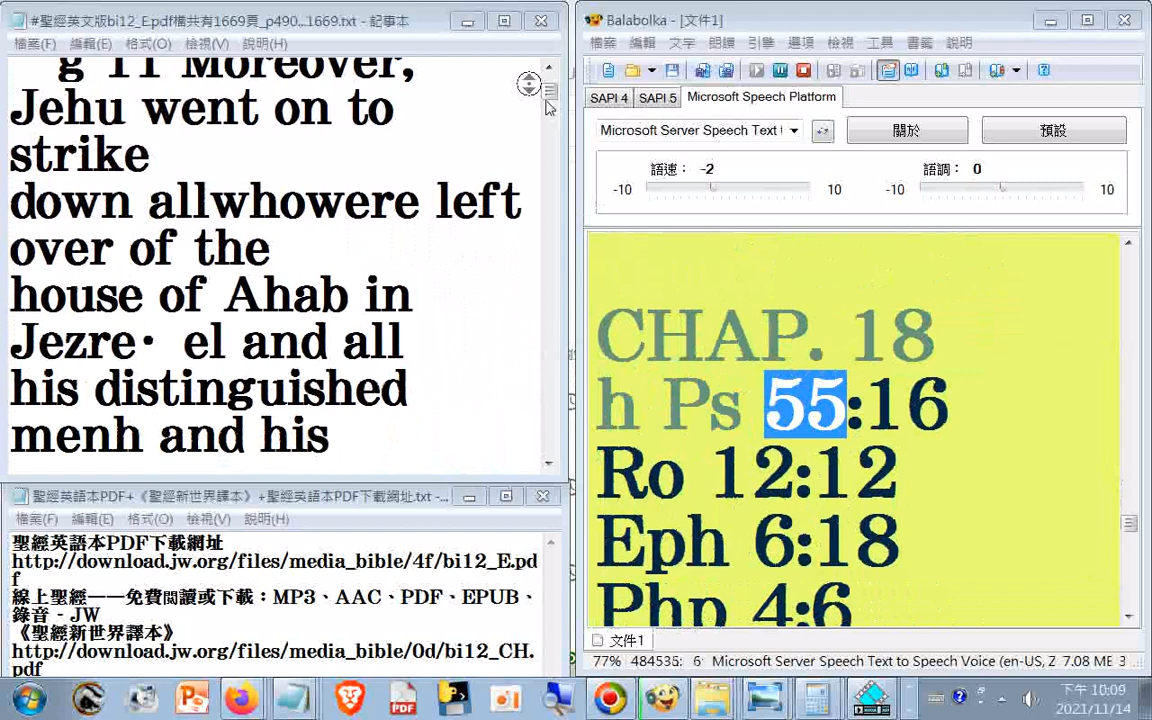 #聖經英文版bi12_E.pdf橫共有1669頁_p490...1669.txt - 記事本
檔案(F) 編輯(E) 格式(O) 檢視(V) 說明(H)
g 11 Moreover,
Jehu went on to
strike
down allwhowere left
over of the
house of Ahab in
Jezre· el and all
his distinguished
menh and his
聖經英語本PDF+《聖經新世界譯本》+聖經英語本PDF下載網址.txt - ...
檔案(F) 編輯(E) 格式(O) 檢視(V) 說明(H)
聖經英語本PDF下載網址
http://download.jw.org/files/media_bible/4f/bi12_E.pd
f
線上聖經——免費閱讀或下載：MP3、AAC、PDF、EPUB、
錄音 - JW
《聖經新世界譯本》
http://download.jw.org/files/media_bible/0d/bi12_CH.
pdf
Balabolka - [文件1]
檔案 編輯 文字 朗讀 引擎 選項 檢視 工具 書籤 說明
SAPI 4 SAPI 5 Microsoft Speech Platform
Microsoft Server Speech Text 關於 預設
語速： -2 語調： 0
-10 10 -10 10
CHAP. 18
h Ps 55:16
Ro 12:12
Eph 6:18
Php 4:6
文件1
77% 484535: 6 Microsoft Server Speech Text to Speech Voice (en-US, Z 7.08 ME 3
PDF
下午 10:09
2021/11/14